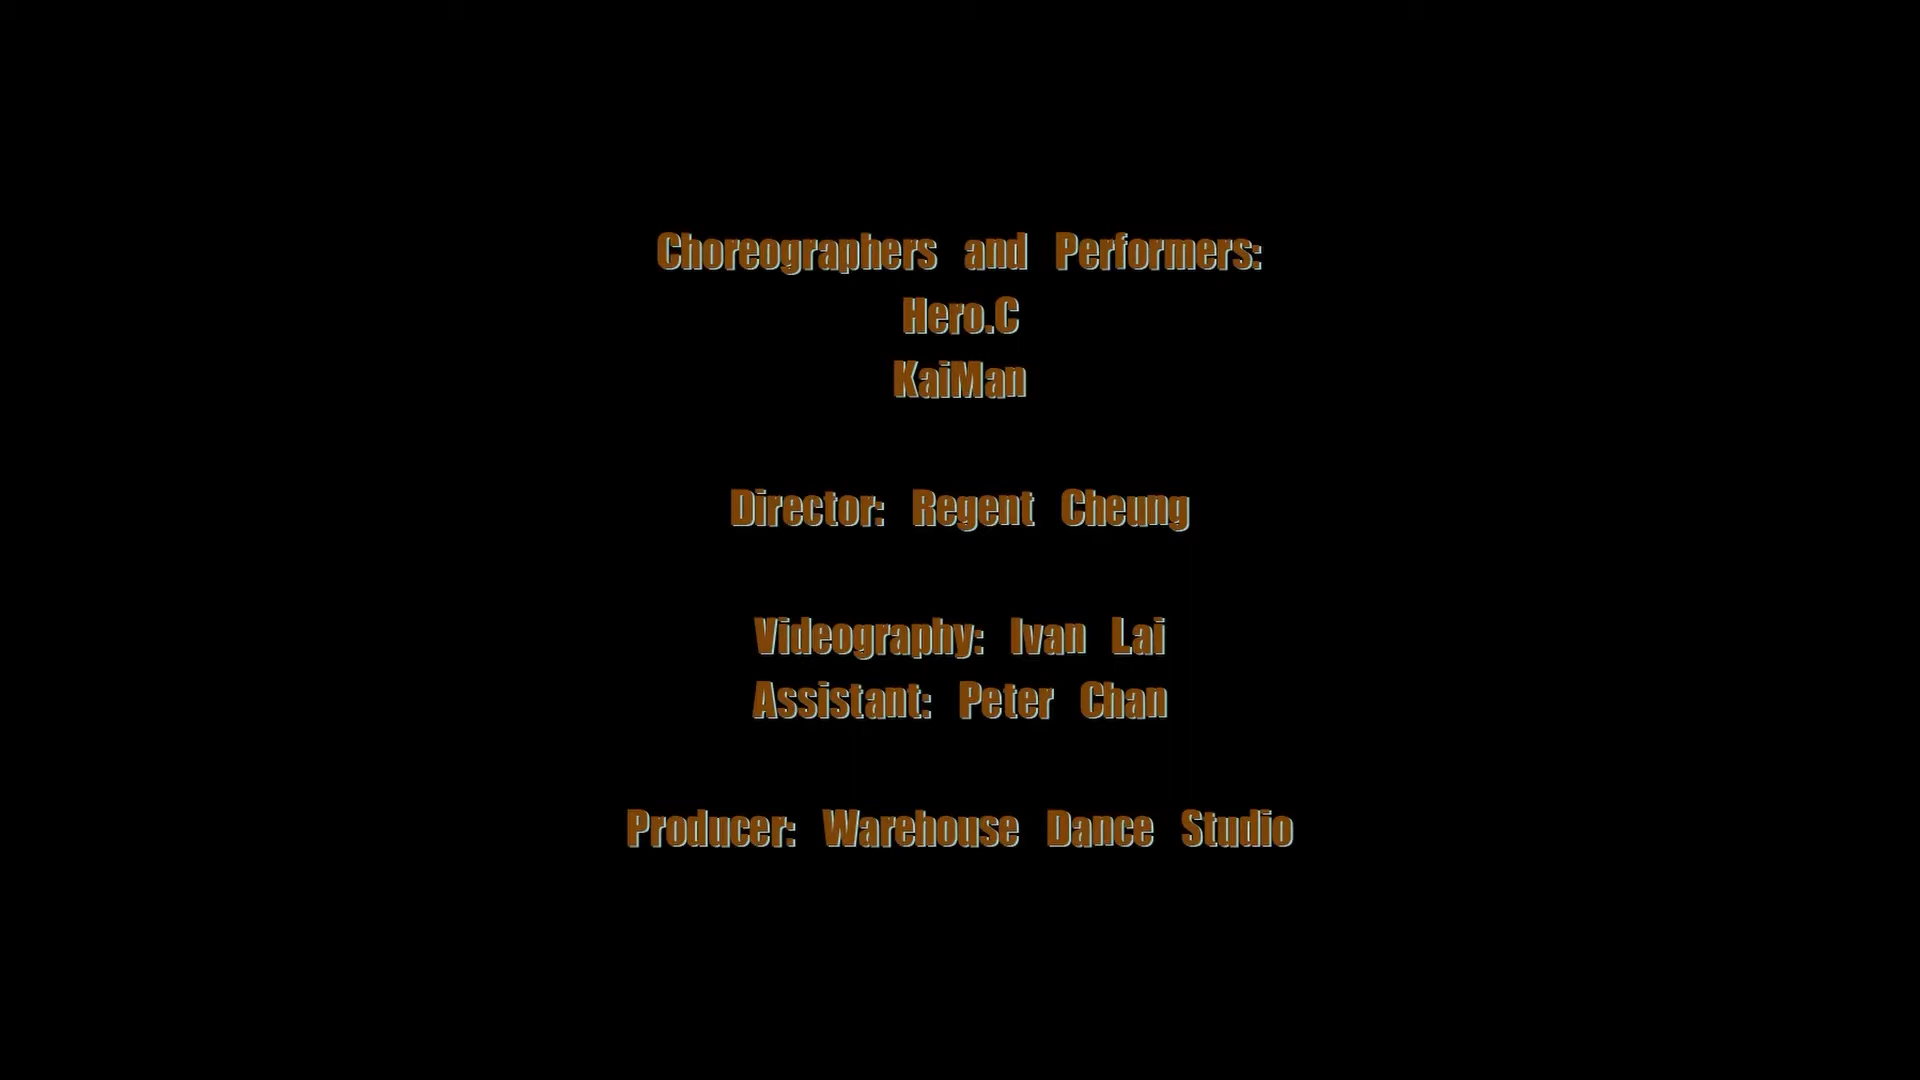 Choreographers and Performers:
Hero.C
KaiMan
Director: Regent Cheung
Videography: Ivan Lai
Assistant: Peter Chan
Producer: Warehouse Dance Studio